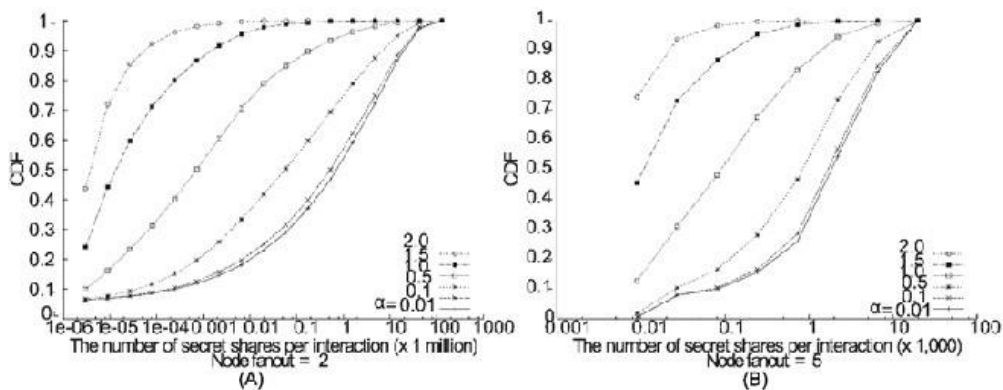 1
0.9
0.8
0.7
0.6
0.5
0.4
0.3
0.2
0.1
0
CDF
2.0
1.5
1.0
0.5
0.1
α=0.01
1e-06 1e-05 1e-04 0.001 0.01 0.1 1 10 100 1000
The number of secret shares per interaction (x 1 million)
Node fanout = 2
(A)
1
0.9
0.8
0.7
0.6
0.5
0.4
0.3
0.2
0.1
0
CDF
2.0
1.5
1.0
0.5
0.1
α=0.01
0.001 0.01 0.1 1 10 100
The number of secret shares per interaction (x 1,000)
Node fanout = 5
(B)